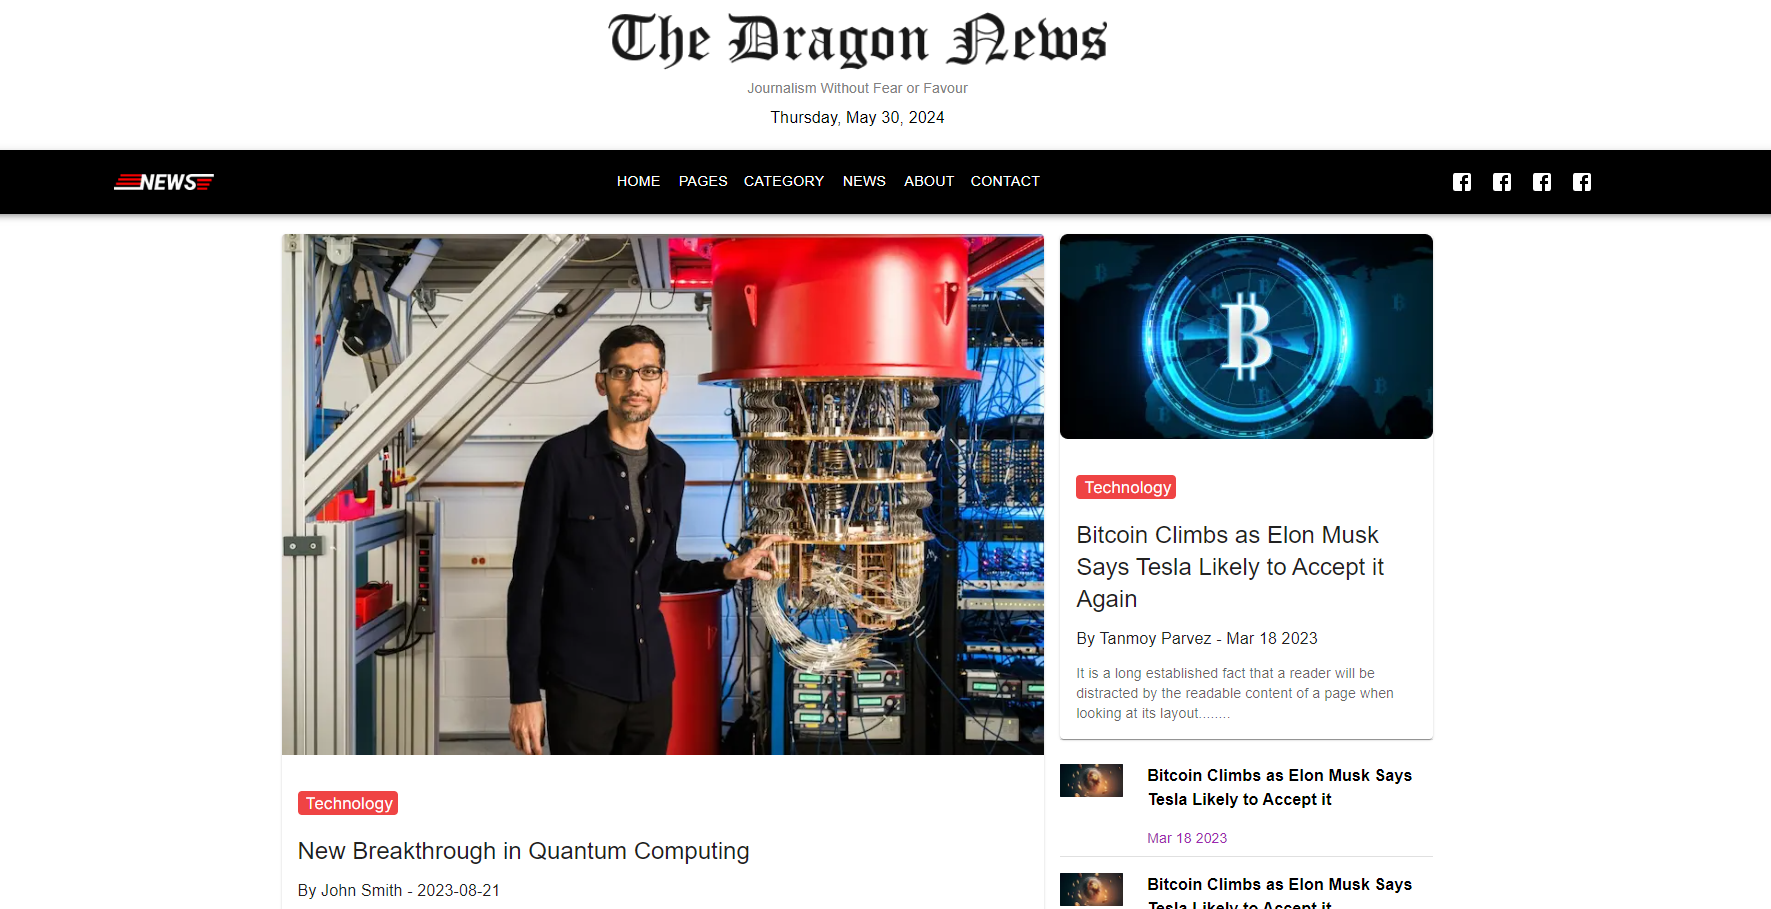 The Dragon News
Journalism Without Fear or Favour
Thursday, May 30, 2024
NEWS
HOME PAGES CATEGORY NEWS ABOUT CONTACT
Technology
New Breakthrough in Quantum Computing
By John Smith - 2023-08-21
Technology
Bitcoin Climbs as Elon Musk
Says Tesla Likely to Accept it
Again
By Tanmoy Parvez - Mar 18 2023
It is a long established fact that a reader will be
distracted by the readable content of a page when
looking at its layout........
Bitcoin Climbs as Elon Musk Says
Tesla Likely to Accept it
Mar 18 2023
Bitcoin Climbs as Elon Musk Says
Tesla Likely to Accept it